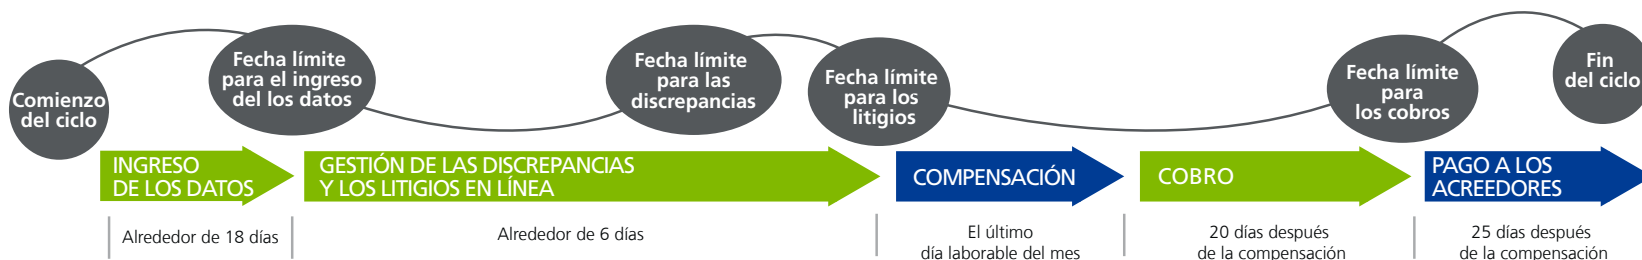 Comienzo
del ciclo
Fecha límite
para el ingreso
del los datos
Fecha límite
para las
discrepancias
Fecha límite
para los
litigios
Fecha límite
para
los cobros
Fin
del ciclo
INGRESO
DE LOS DATOS
GESTIÓN DE LAS DISCREPANCIAS
Y LOS LITIGIOS EN LÍNEA
COMPENSACIÓN
COBRO
PAGO A LOS
ACREEDORES
Alrededor de 18 días
Alrededor de 6 días
El último
día laborable del mes
20 días después
de la compensación
25 días después
de la compensación